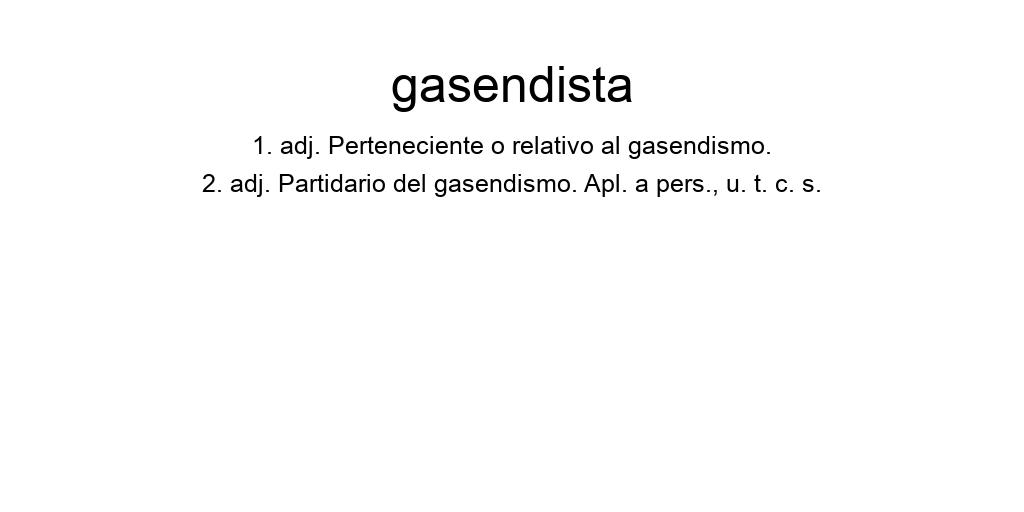 gasendista
1. adj. Perteneciente o relativo al gasendismo.
2. adj. Partidario del gasendismo. Apl. a pers., u. t. c. s.